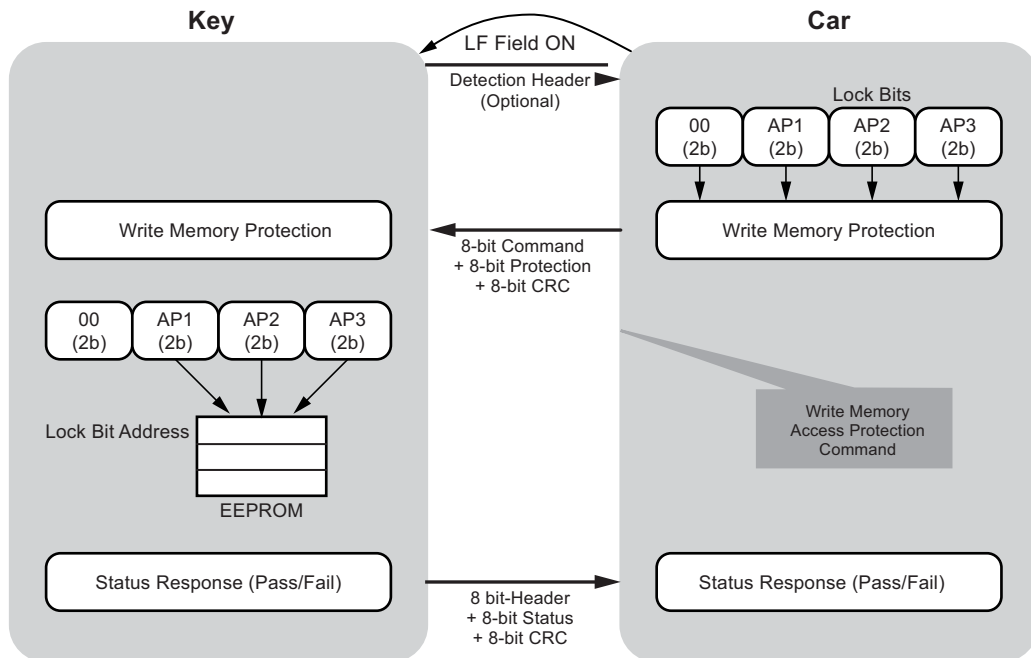 Key
Car
LF Field ON
Detection Header
(Optional)
Lock Bits
00
(2b)
AP1
(2b)
AP2
(2b)
AP3
(2b)
Write Memory Protection
Write Memory Protection
8-bit Command
+ 8-bit Protection
+ 8-bit CRC
00
(2b)
AP1
(2b)
AP2
(2b)
AP3
(2b)
Lock Bit Address
EEPROM
Write Memory
Access Protection
Command
Status Response (Pass/Fail)
Status Response (Pass/Fail)
8 bit-Header
+ 8-bit Status
+ 8-bit CRC